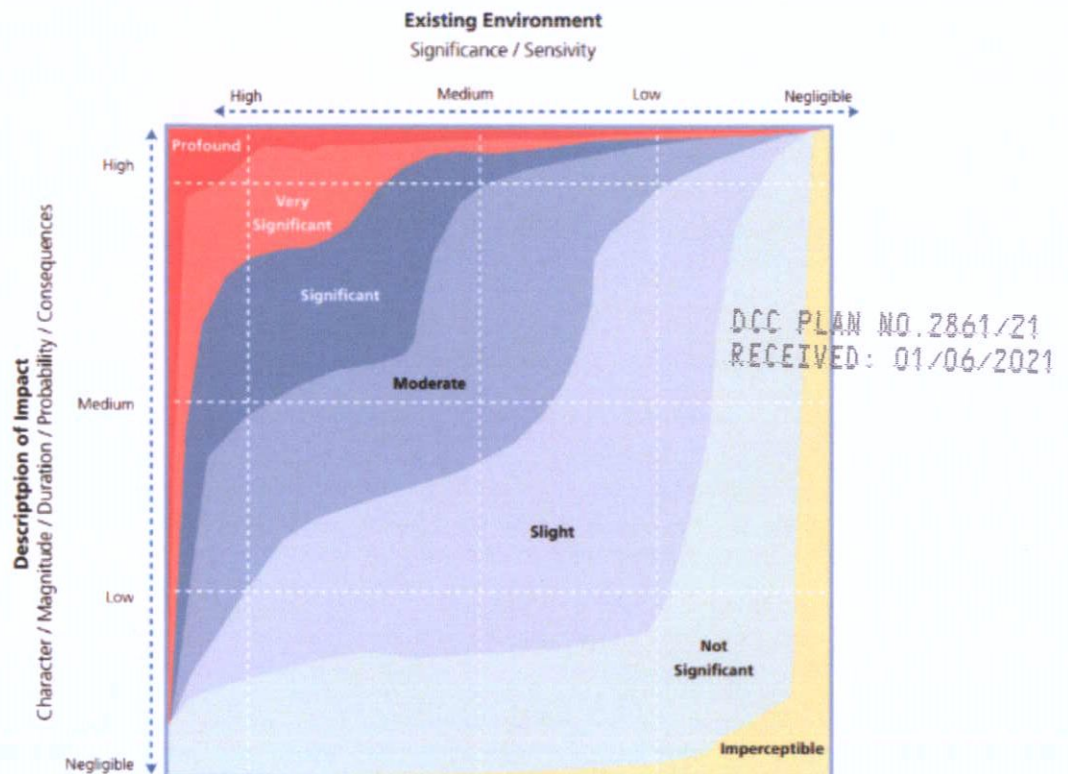 Existing Environment
Significance / Sensivity
High
Medium
Low
Negligible
Profound
High
Very
Significant
Significant
DCC PLAN NO.2861/21
RECEIVED: 01/06/2021
Moderate
Medium
Descriptpion of Impact
Character / Magnitude / Duration / Probability / Consequences
Slight
Low
Not
Significant
Imperceptible
Negligible